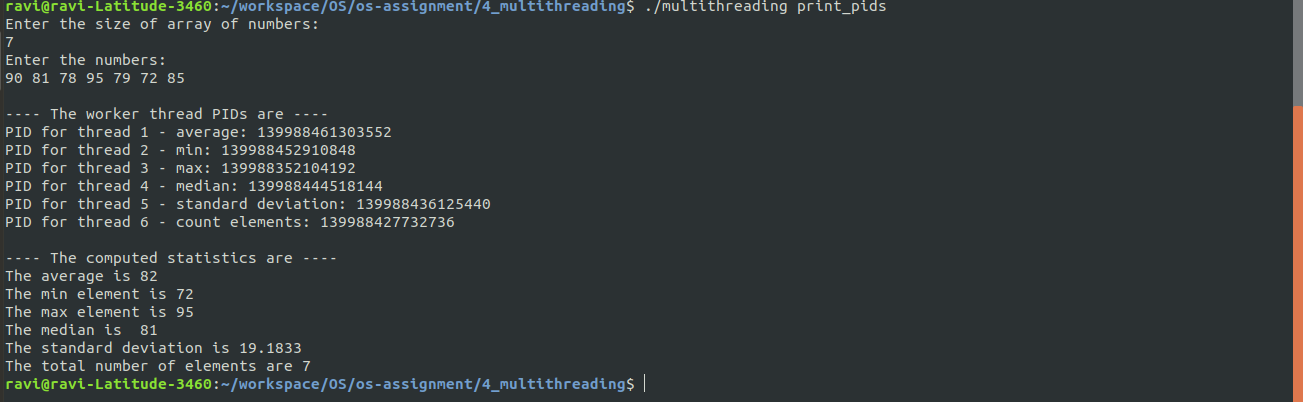 ravi@ravi-Latitude-3460:~/workspace/OS/os-assignment/4_multithreading$ ./multithreading print_pids
Enter the size of array of numbers:
7
Enter the numbers:
90 81 78 95 79 72 85
---- The worker thread PIDs are ----
PID for thread 1 - average: 139988461303552
PID for thread 2 - min: 139988452910848
PID for thread 3 - max: 139988352104192
PID for thread 4 - median: 139988444518144
PID for thread 5 - standard deviation: 139988436125440
PID for thread 6 - count elements: 139988427732736
---- The computed statistics are ----
The average is 82
The min element is 72
The max element is 95
The median is  81
The standard deviation is 19.1833
The total number of elements are 7
ravi@ravi-Latitude-3460:~/workspace/OS/os-assignment/4_multithreading$